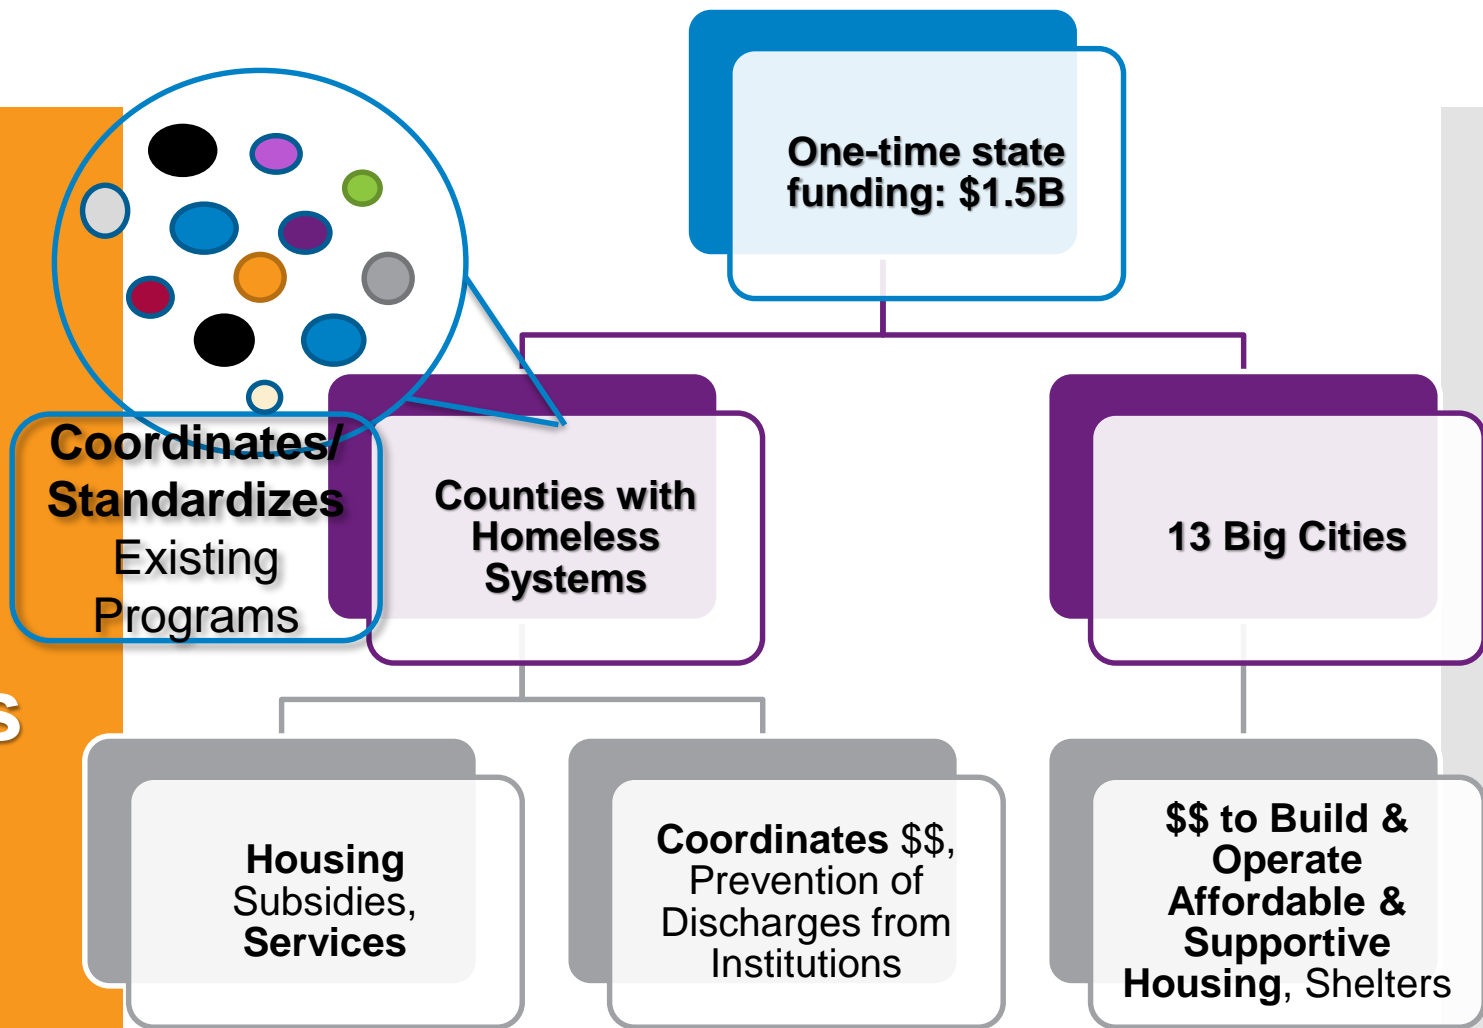 One-time state
funding: $1.5B
Coordinates/
Standardizes
Existing
Programs
Counties with
Homeless
Systems
13 Big Cities
s
Housing
Subsidies,
Services
Coordinates $$,
Prevention of
Discharges from
Institutions
$$ to Build &
Operate
Affordable &
Supportive
Housing, Shelters